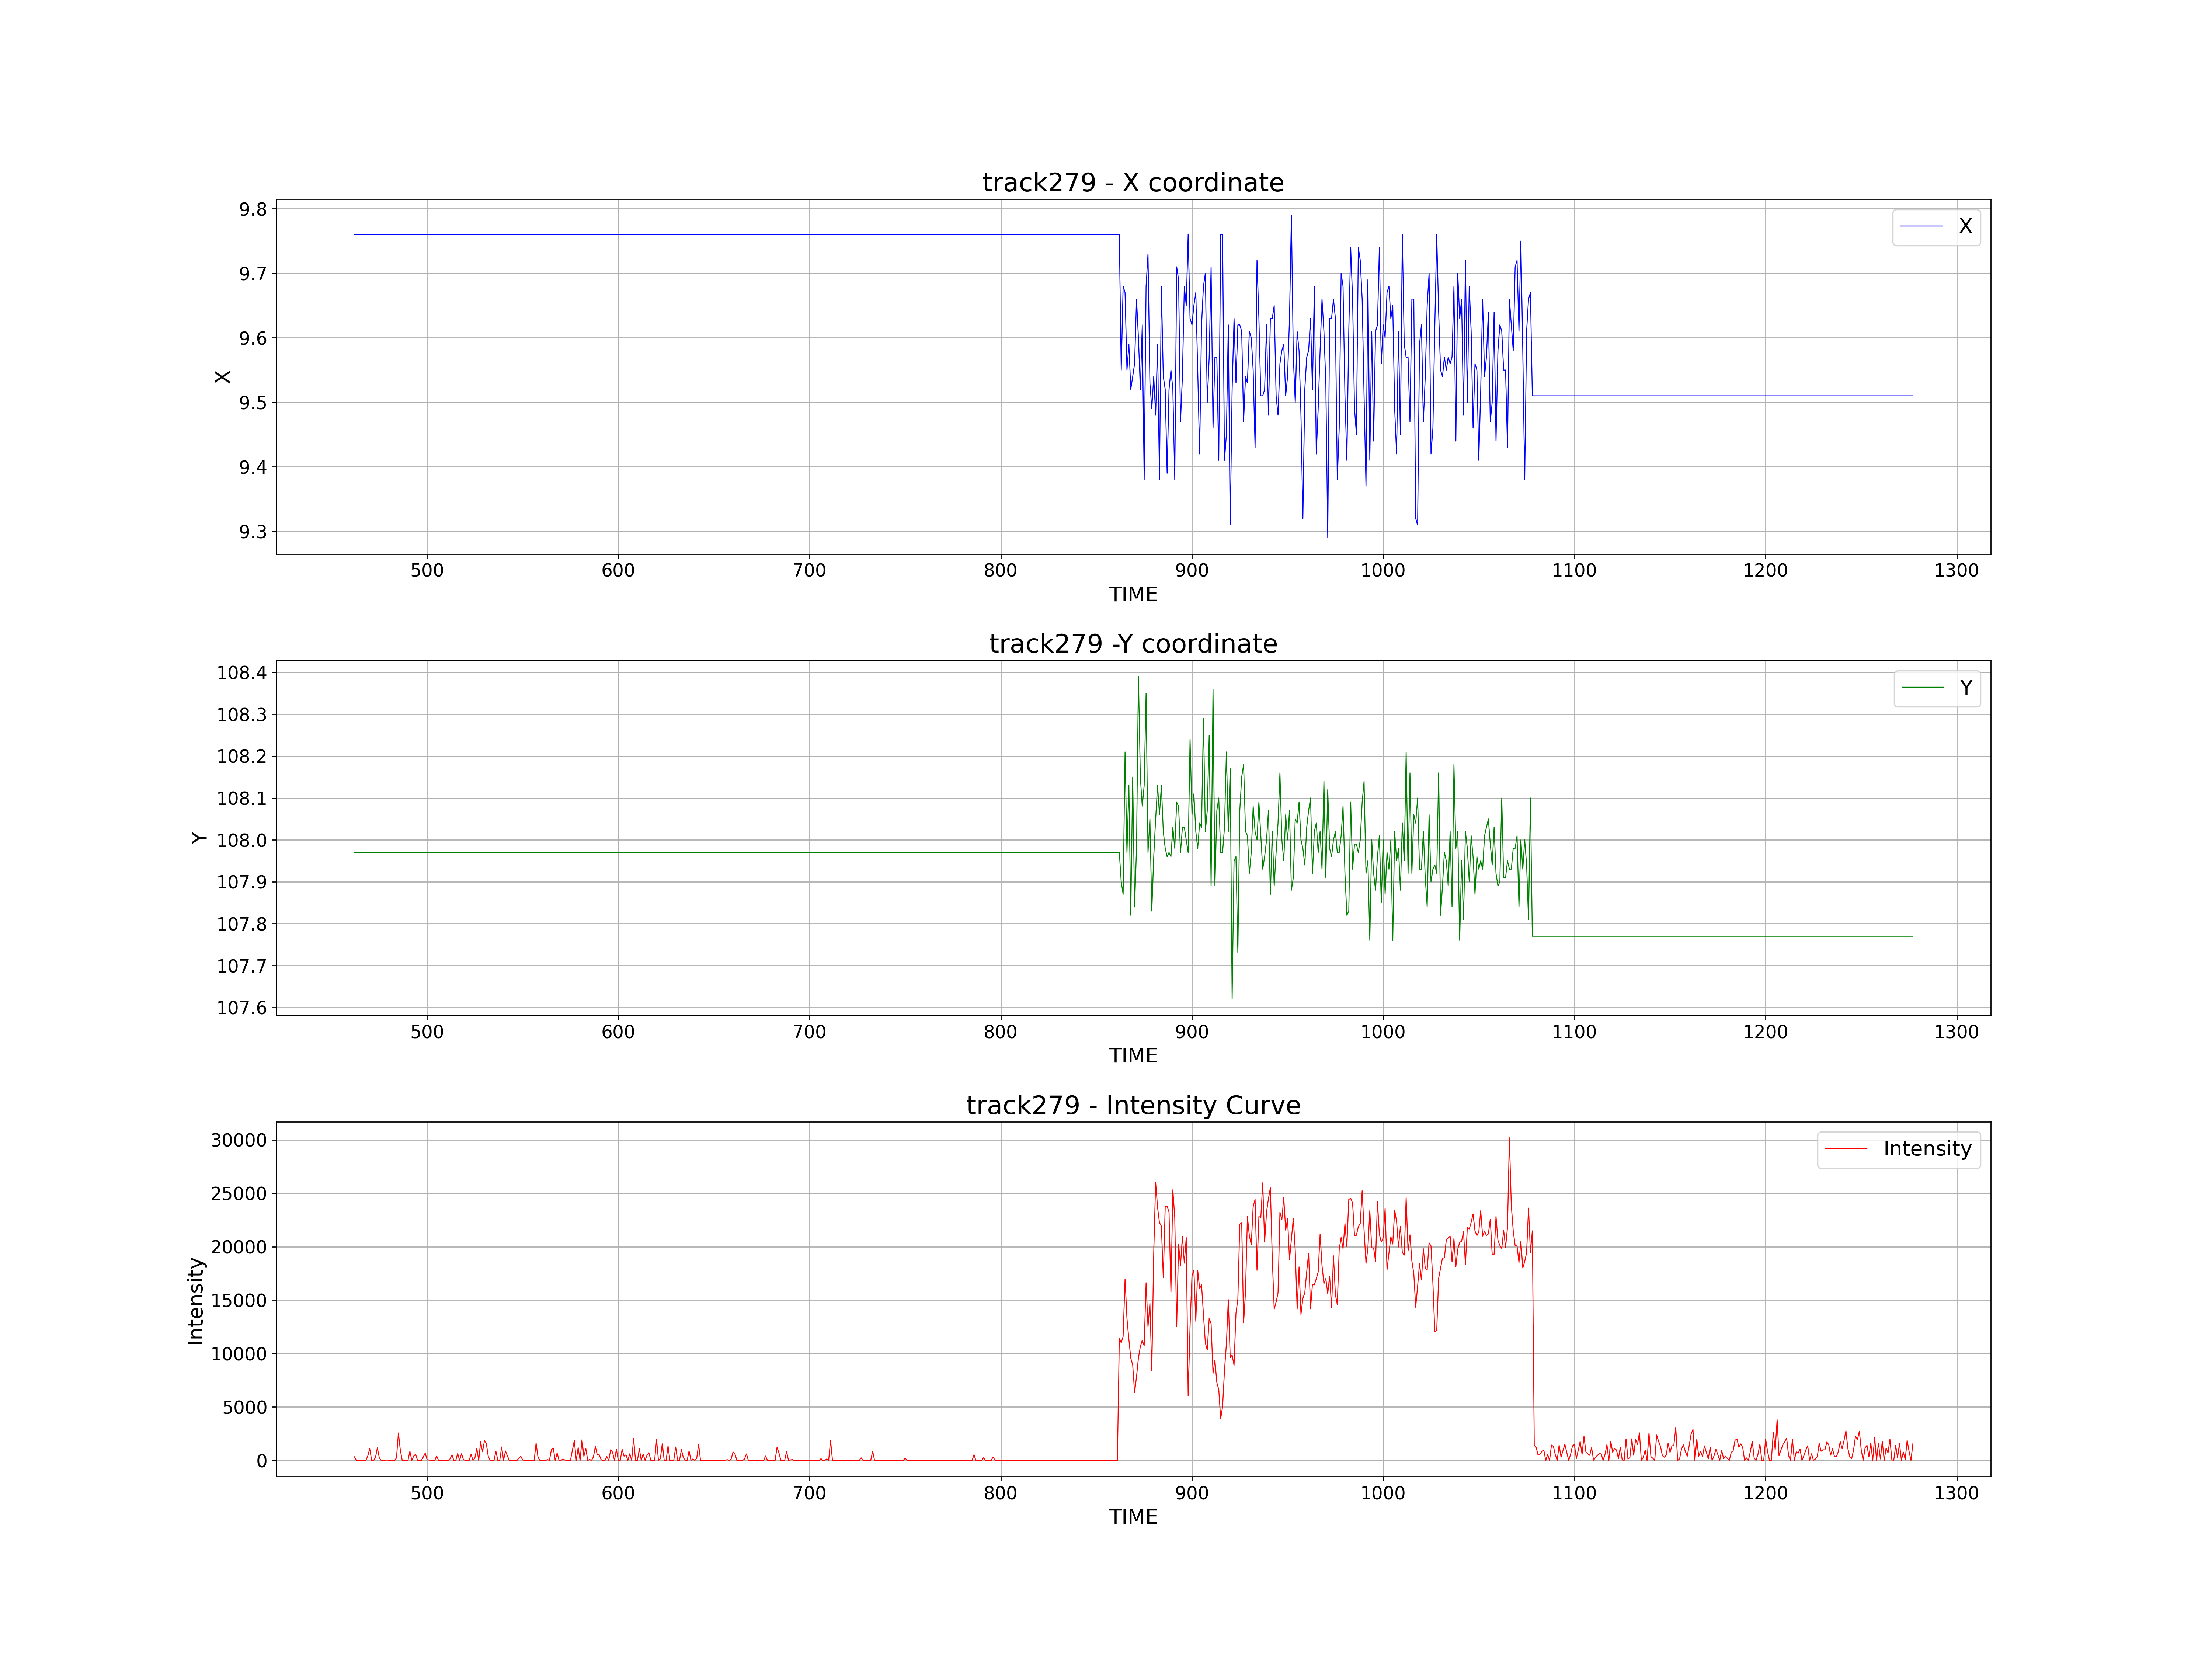 track279 - X coordinate
9.8
9.7
9.6
9.5
9.4
9.3
X
X
500 600 700 800 900 1000 1100 1200 1300
TIME
track279 -Y coordinate
108.4
108.3
108.2
108.1
108.0
107.9
107.8
107.7
107.6
Y
Y
500 600 700 800 900 1000 1100 1200 1300
TIME
track279 - Intensity Curve
30000
25000
20000
15000
10000
5000
0
Intensity
Intensity
500 600 700 800 900 1000 1100 1200 1300
TIME